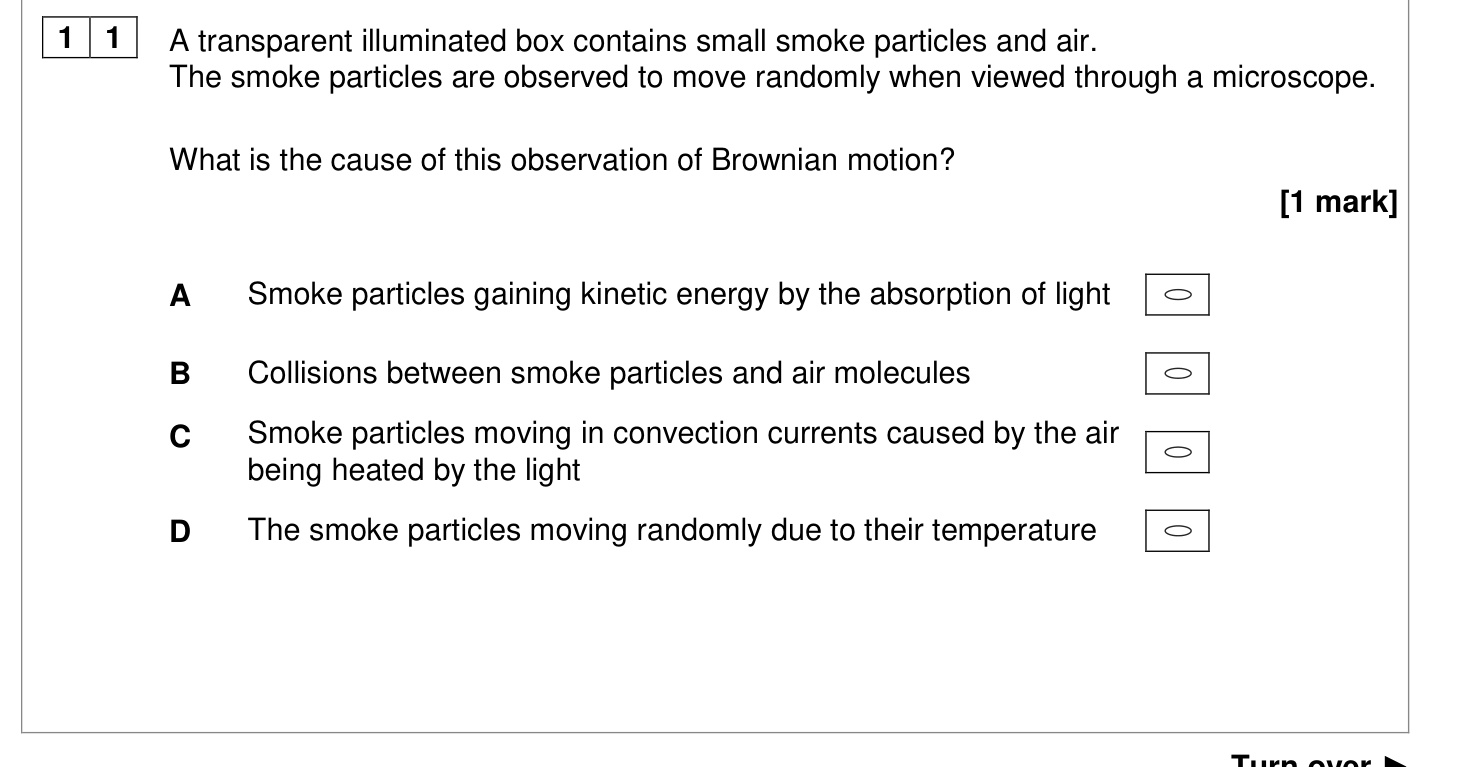 1 1 A transparent illuminated box contains small smoke particles and air.
The smoke particles are observed to move randomly when viewed through a microscope.
What is the cause of this observation of Brownian motion?
[1 mark]
A Smoke particles gaining kinetic energy by the absorption of light
B Collisions between smoke particles and air molecules
C Smoke particles moving in convection currents caused by the air
being heated by the light
D The smoke particles moving randomly due to their temperature
Turn over ►